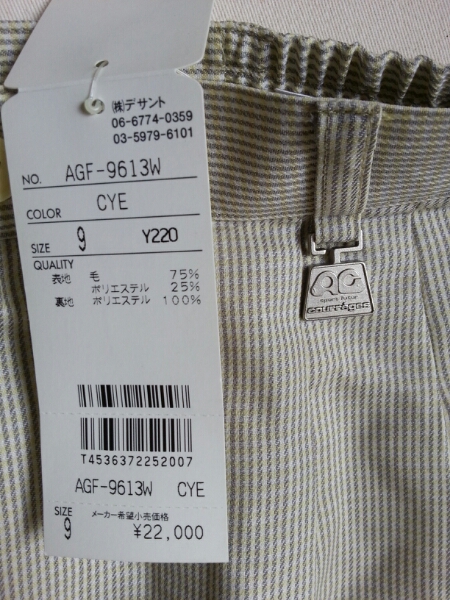 ㈱デサント
06-6774-0359
03-5979-6101
NO. AGF-9613W
COLOR CYE
SIZE 9 Y220
QUALITY
表地 毛 75%
ポリエステル 25%
裏地 ポリエステル 100%
T4536372252007
AGF-9613W CYE
SIZE 9 メーカー希望小売価格
¥22,000
sport futur
courrèges